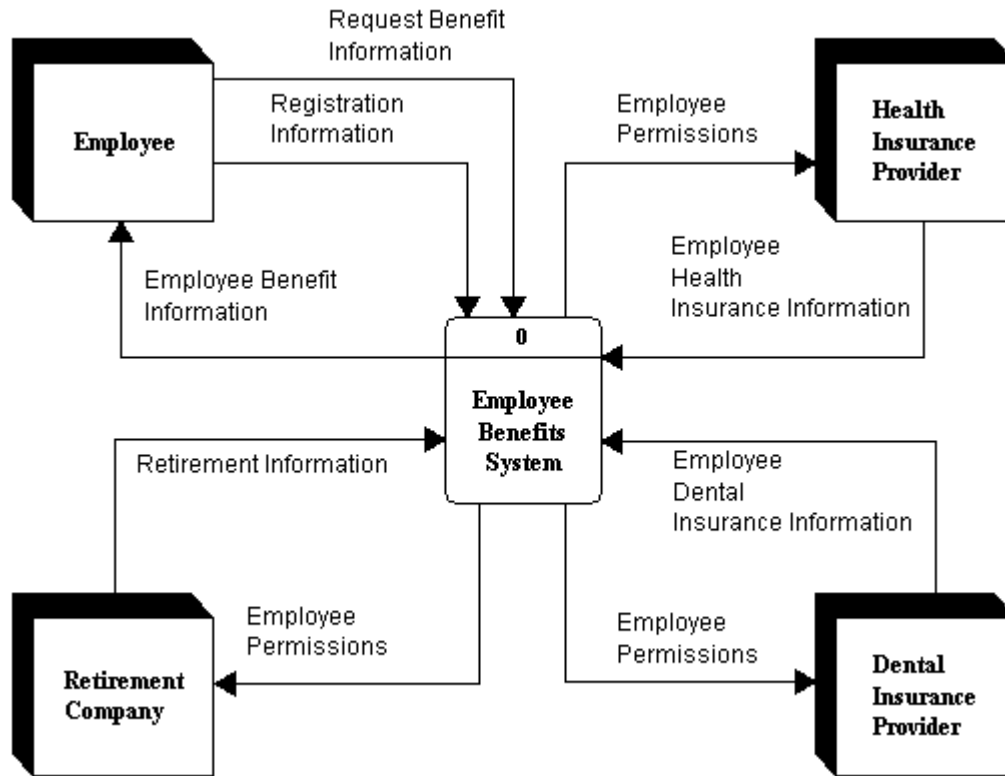 Request Benefit
Information
Employee
Registration
Information
Employee
Permissions
Health
Insurance
Provider
Employee Benefit
Information
Employee
Health
Insurance Information
0
Employee
Benefits
System
Retirement Information
Employee
Dental
Insurance Information
Retirement
Company
Employee
Permissions
Employee
Permissions
Dental
Insurance
Provider